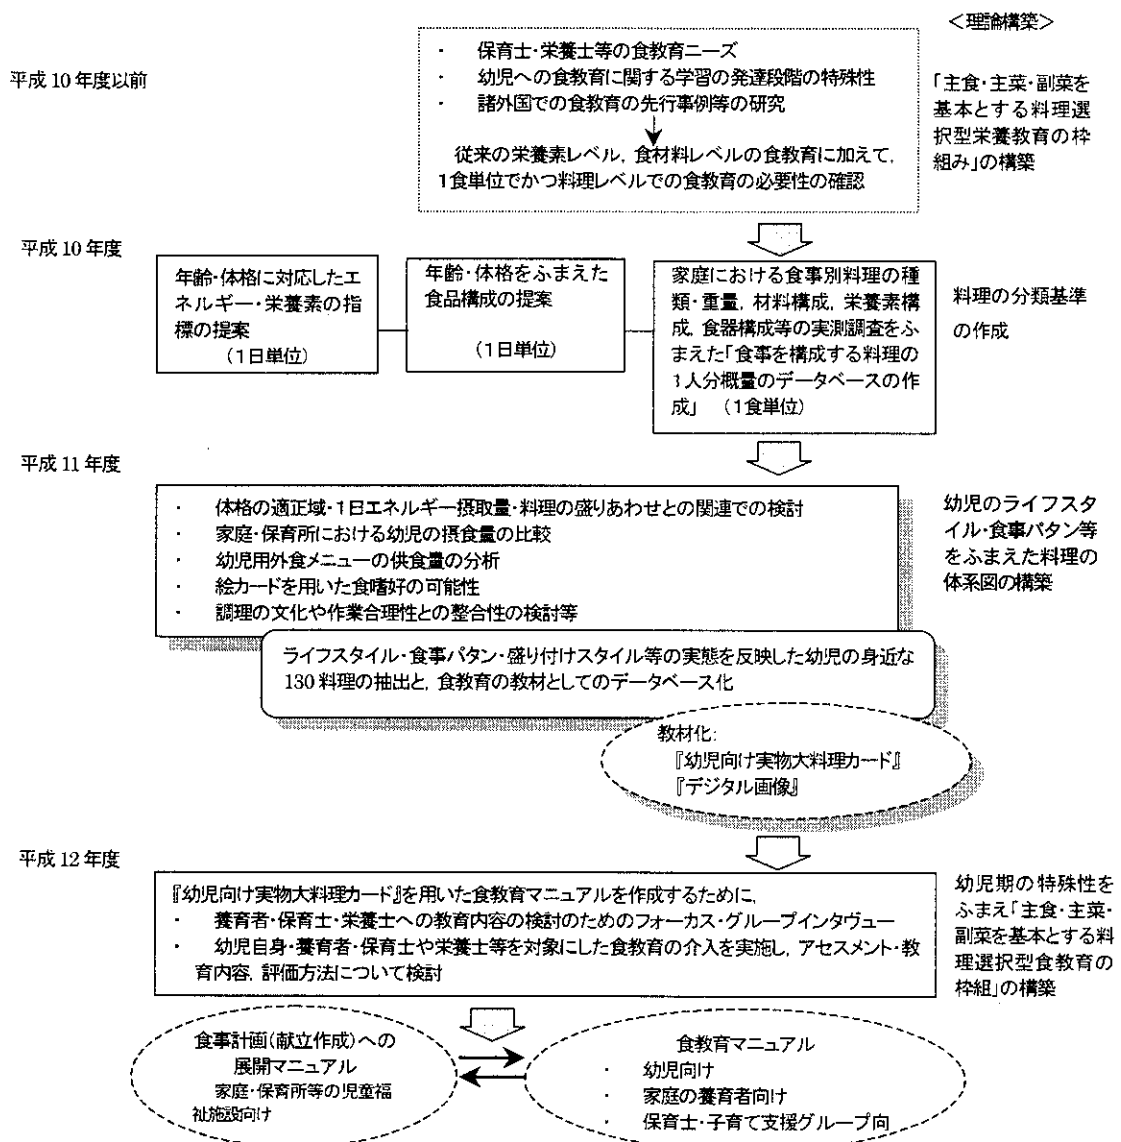 <理論構築>
平成10年度以前
・ 保育士・栄養士等の食教育ニーズ
・ 幼児への食教育に関する学習の発達段階の特殊性
・ 諸外国での食教育の先行事例等の研究
従来の栄養素レベル，食材料レベルの食教育に加えて，
1食単位でかつ料理レベルでの食教育の必要性の確認
「主食・主菜・副菜を
基本とする料理選
択型栄養教育の枠
組み」の構築
平成10年度
年齢・体格に対応したエ
ネルギー・栄養素の指
標の提案
(1日単位)
年齢・体格をふまえた
食品構成の提案
(1日単位)
家庭における食事別料理の種
類・重量，材料構成，栄養素構
成，食器構成等の実測調査をふ
まえた「食事を構成する料理の
1人分概量のデータベースの作
成」 (1食単位)
料理の分類基準
の作成
平成11年度
・ 体格の適正域・1日エネルギー摂取量・料理の盛りあわせとの関連での検討
・ 家庭・保育所における幼児の摂食量の比較
・ 幼児用外食メニューの供食量の分析
・ 絵カードを用いた食嗜好の可能性
・ 調理の文化や作業合理性との整合性の検討等
幼児のライフスタ
イル・食事パタン等
をふまえた料理の
体系図の構築
ライフスタイル・食事パタン・盛り付けスタイル等の実態を反映した幼児の身近な
130料理の抽出と，食教育の教材としてのデータベース化
教材化:
『幼児向け実物大料理カード』
『デジタル画像』
平成12年度
『幼児向け実物大料理カード』を用いた食教育マニュアルを作成するために，
・ 養育者・保育士・栄養士への教育内容の検討のためのフォーカス・グループインタヴュー
・ 幼児自身・養育者・保育士や栄養士等を対象にした食教育の介入を実施し，アセスメント・教
育内容，評価方法について検討
幼児期の特殊性を
ふまえ「主食・主菜・
副菜を基本とする料
理選択型食教育の
枠組」の構築
食事計画(献立作成)への
展開マニュアル
家庭・保育所等の児童福
祉施設向け
食教育マニュアル
・ 幼児向け
・ 家庭の養育者向け
・ 保育士・子育て支援グループ向